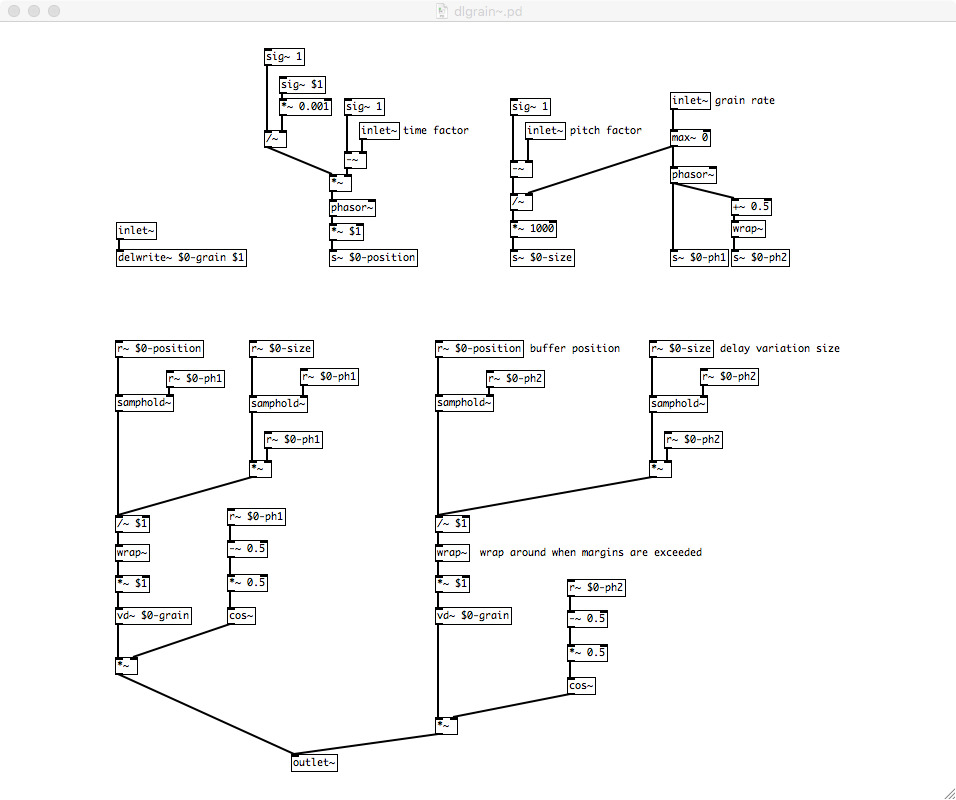 dlgrain~.pd
sig~ 1
sig~ $1
*~ 0.001
/~
sig~ 1
inlet~ time factor
-~
*~
phasor~
*~ $1
s~ $0-position
inlet~
delwrite~ $0-grain $1
sig~ 1
inlet~ pitch factor
-~
/~
*~ 1000
s~ $0-size
inlet~ grain rate
max~ 0
phasor~
+~ 0.5
wrap~
s~ $0-ph1
s~ $0-ph2
r~ $0-position
r~ $0-ph1
samphold~
r~ $0-size
r~ $0-ph1
samphold~
r~ $0-ph1
*~
/~ $1
wrap~
*~ $1
vd~ $0-grain
r~ $0-ph1
-~ 0.5
*~ 0.5
cos~
*~
r~ $0-position buffer position
r~ $0-ph2
samphold~
r~ $0-size delay variation size
r~ $0-ph2
samphold~
r~ $0-ph2
*~
/~ $1
wrap~ wrap around when margins are exceeded
*~ $1
vd~ $0-grain
r~ $0-ph2
-~ 0.5
*~ 0.5
cos~
*~
outlet~